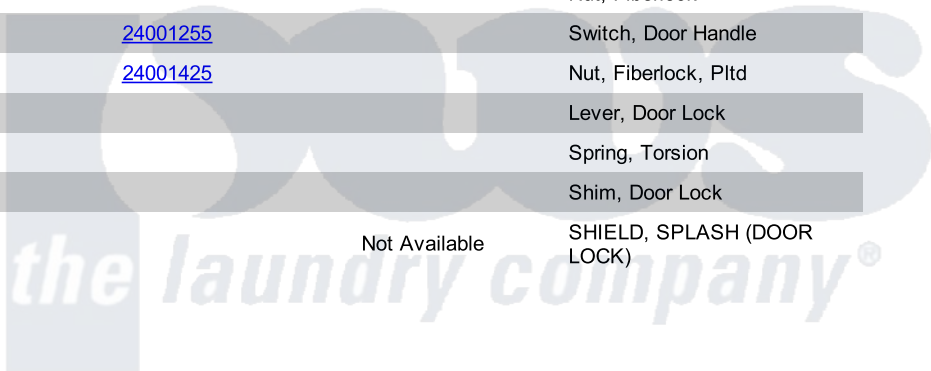 24001255 Switch, Door Handle
24001425 Nut, Fiberlock, Pltd
Lever, Door Lock
Spring, Torsion
Shim, Door Lock
Not Available SHIELD, SPLASH (DOOR
LOCK)
the laundry company®